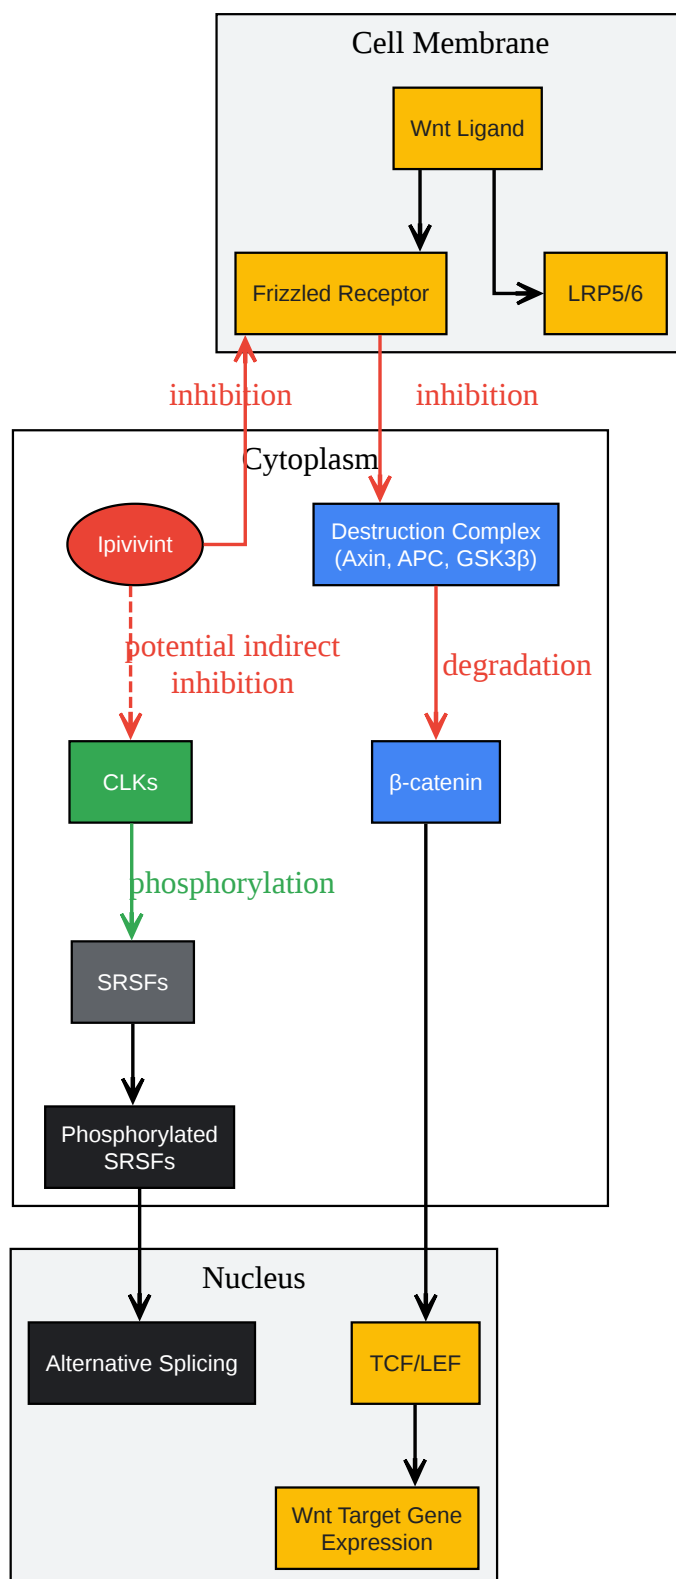 Cell Membrane
Wnt Ligand
Frizzled Receptor
LRP5/6
inhibition
inhibition
Cytoplasm
Ipivivint
Destruction Complex
(Axin, APC, GSK3β)
potential indirect
inhibition
degradation
CLKs
β-catenin
phosphorylation
SRSFs
Phosphorylated
SRSFs
Nucleus
Alternative Splicing
TCF/LEF
Wnt Target Gene
Expression